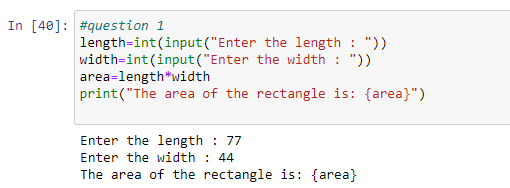 In [40]: #question 1
length=int(input("Enter the length : "))
width=int(input("Enter the width : "))
area=length*width
print("The area of the rectangle is: {area}")
Enter the length : 77
Enter the width : 44
The area of the rectangle is: {area}